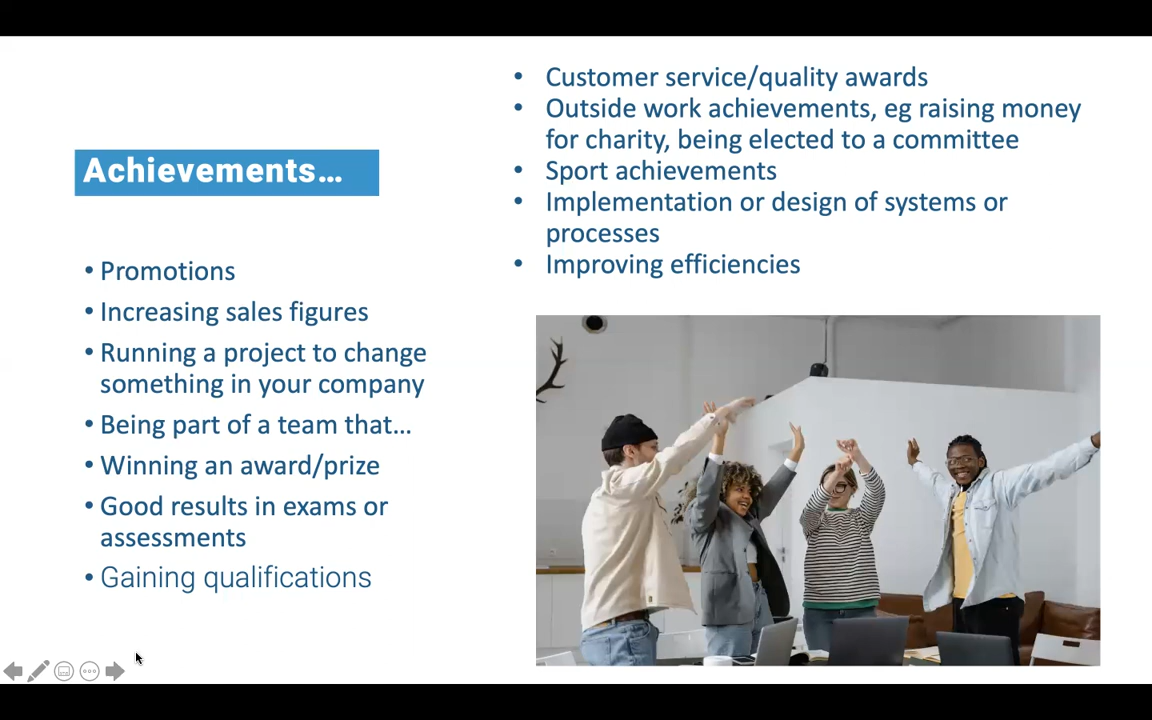 Achievements…
• Promotions
• Increasing sales figures
• Running a project to change
something in your company
• Being part of a team that…
• Winning an award/prize
• Good results in exams or
assessments
• Gaining qualifications
• Customer service/quality awards
• Outside work achievements, eg raising money
for charity, being elected to a committee
• Sport achievements
• Implementation or design of systems or
processes
• Improving efficiencies